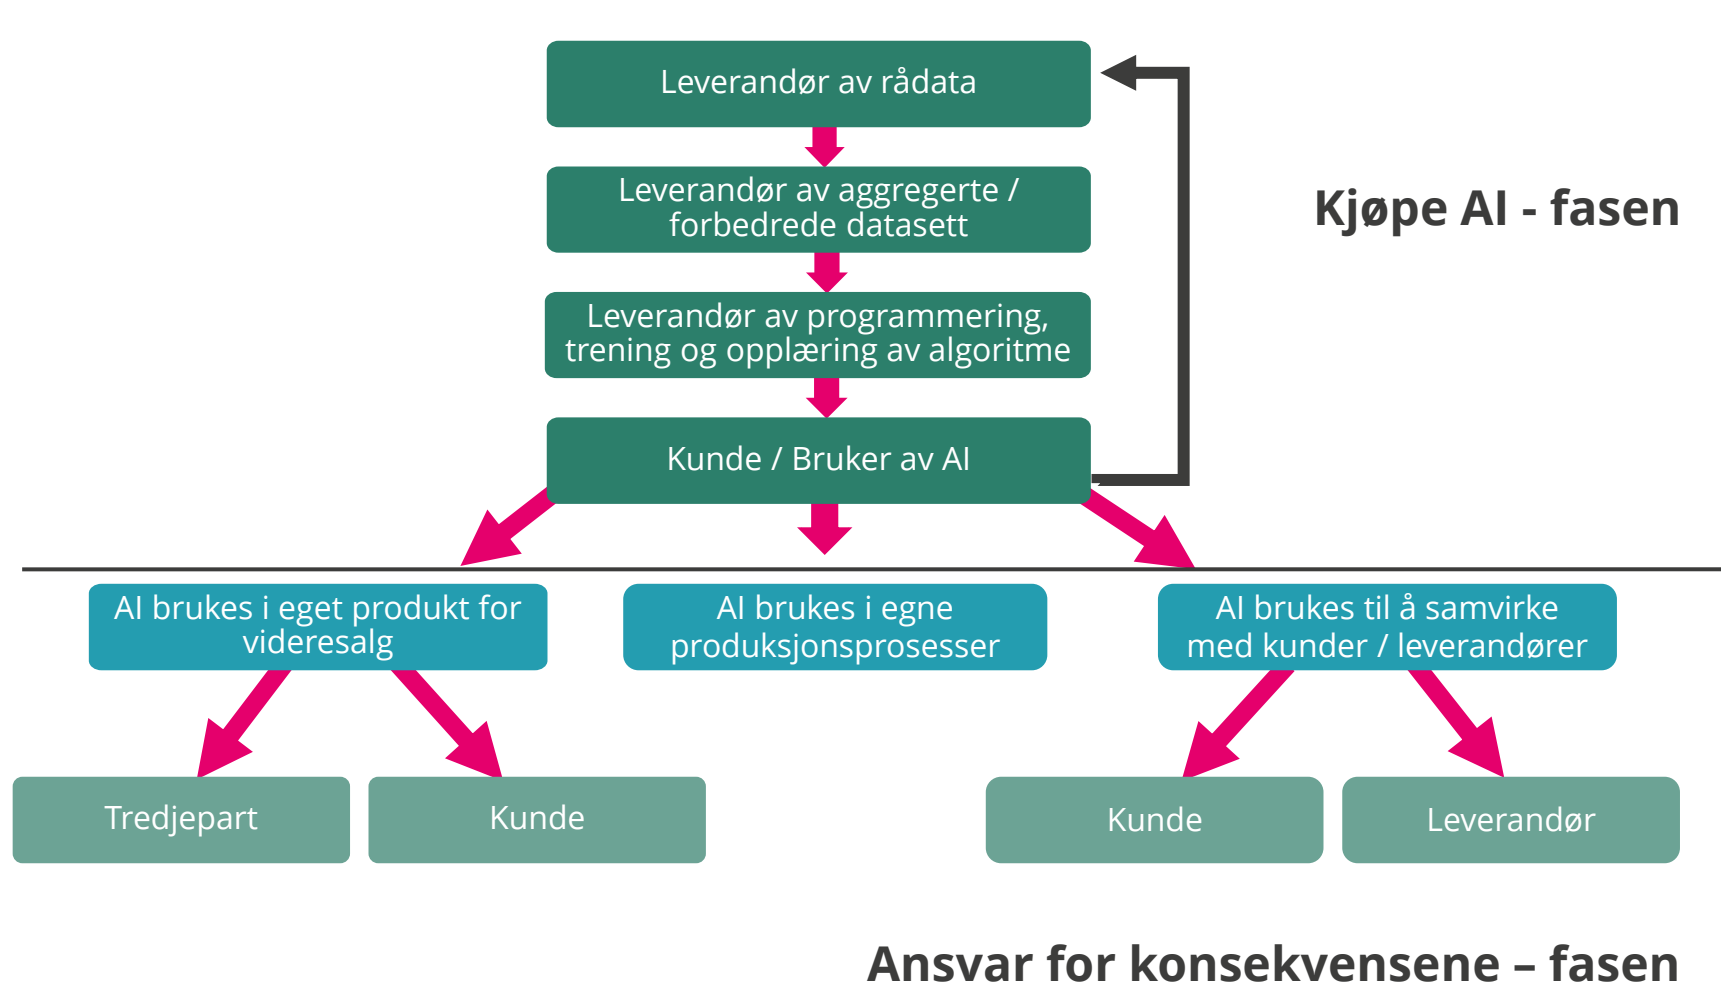 Leverandør av rådata
Leverandør av aggregerte /
forbedrede datasett
Kjøpe AI - fasen
Leverandør av programmering,
trening og opplæring av algoritme
Kunde / Bruker av AI
AI brukes i eget produkt for
videresalg
AI brukes i egne
produksjonsprosesser
AI brukes til å samvirke
med kunder / leverandører
Tredjepart
Kunde
Kunde
Leverandør
Ansvar for konsekvensene – fasen